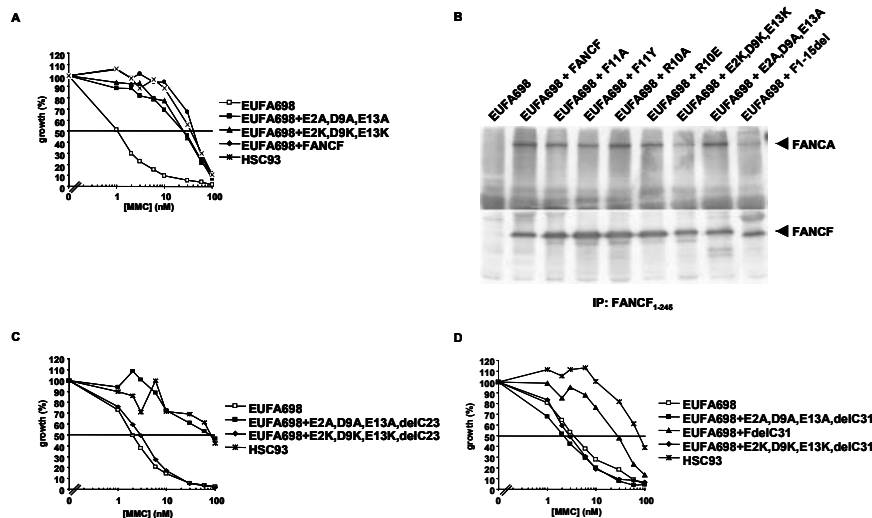 A
120
110
100
90
80
70
60
50
40
30
20
10
0
growth (%)
0
1
10
100
[MMC] (nM)
EUFA698
EUFA698+E2A,D9A,E13A
EUFA698+E2K,D9K,E13K
EUFA698+FANCF
HSC93
B
EUFA698
EUFA698 + FANCF
EUFA698 + F11A
EUFA698 + F11Y
EUFA698 + R10A
EUFA698 + R10E
EUFA698 + E2K,D9K,E13K
EUFA698 + E2A,D9A,E13A
EUFA698 + F1-15del
FANCA
FANCF
IP: FANCF1-245
C
120
110
100
90
80
70
60
50
40
30
20
10
0
growth (%)
0
1
10
100
[MMC] (nM)
EUFA698
EUFA698+E2A,D9A,E13A,delC23
EUFA698+E2K,D9K,E13K,delC23
HSC93
D
120
110
100
90
80
70
60
50
40
30
20
10
0
growth (%)
0
1
10
100
[MMC] (nM)
EUFA698
EUFA698+E2A,D9A,E13A,delC31
EUFA698+FdelC31
EUFA698+E2K,D9K,E13K,delC31
HSC93